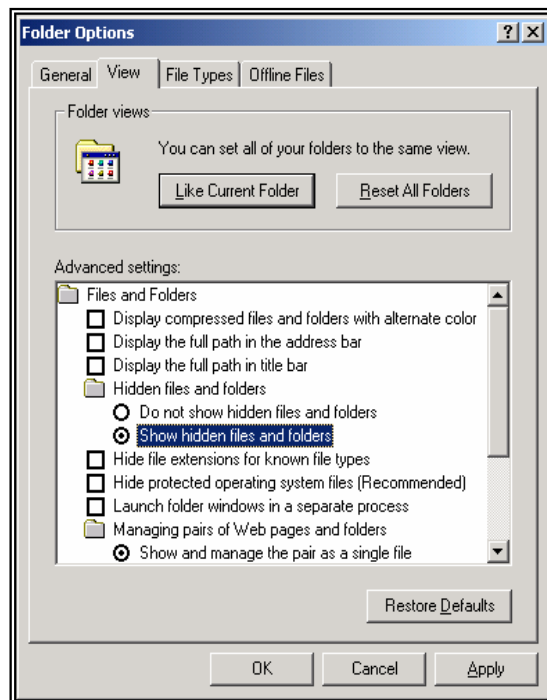 Folder Options
General View File Types Offline Files
Folder views
You can set all of your folders to the same view.
Like Current Folder Reset All Folders
Advanced settings:
Files and Folders
Display compressed files and folders with alternate color
Display the full path in the address bar
Display the full path in title bar
Hidden files and folders
Do not show hidden files and folders
Show hidden files and folders
Hide file extensions for known file types
Hide protected operating system files (Recommended)
Launch folder windows in a separate process
Managing pairs of Web pages and folders
Show and manage the pair as a single file
Restore Defaults
OK Cancel Apply